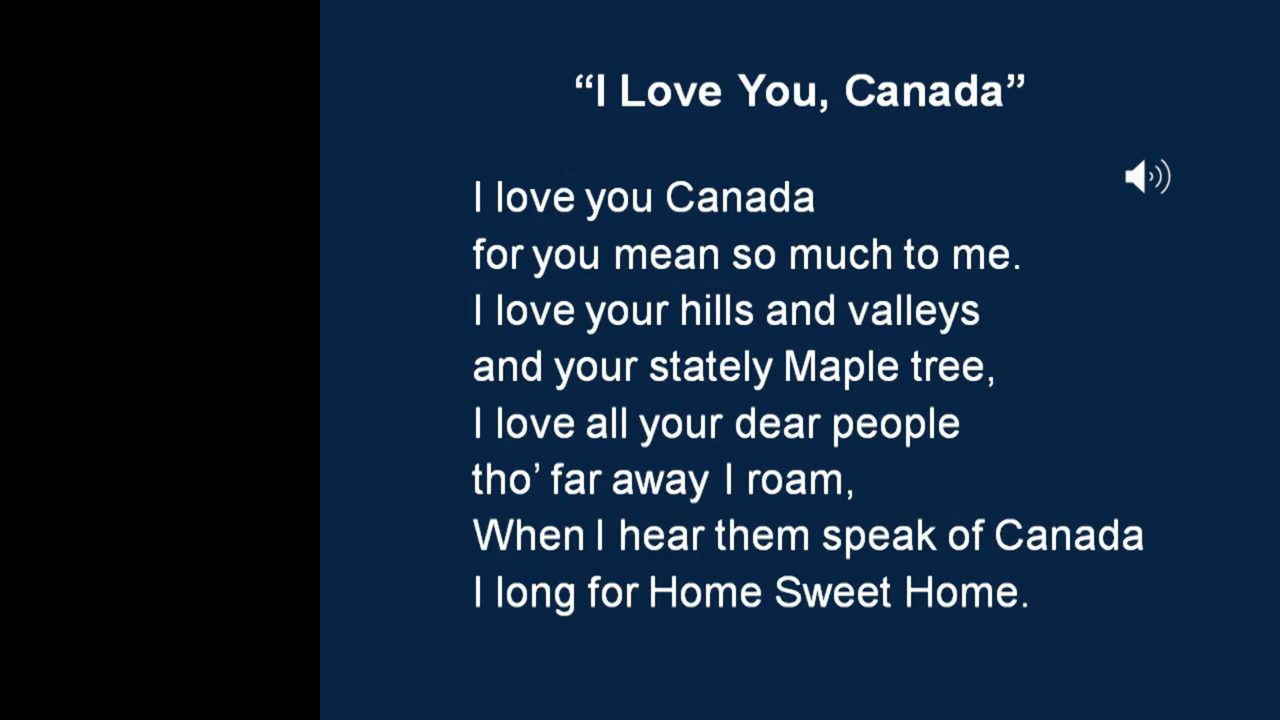 “I Love You, Canada”
I love you Canada
for you mean so much to me.
I love your hills and valleys
and your stately Maple tree,
I love all your dear people
tho’ far away I roam,
When I hear them speak of Canada
I long for Home Sweet Home.